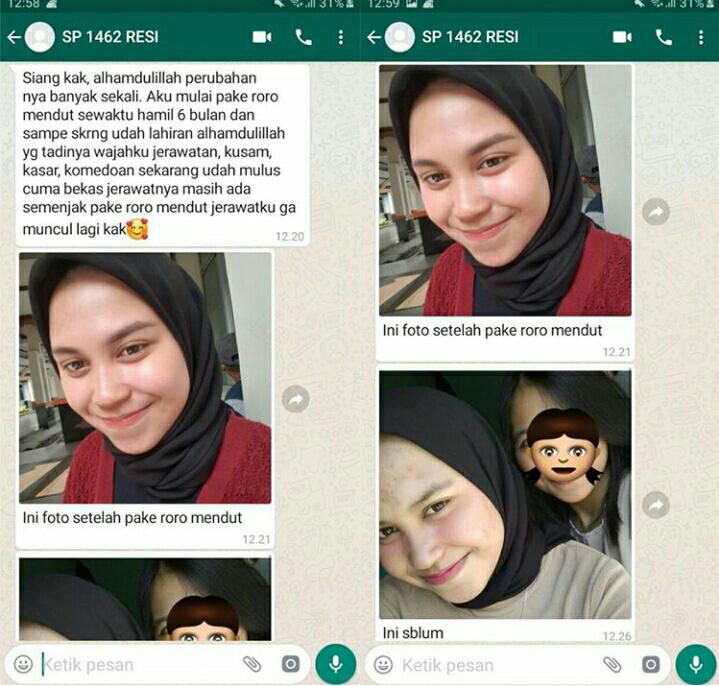 12:58
31%
SP 1462 RESI
Siang kak, alhamdulillah perubahan
nya banyak sekali. Aku mulai pake roro
mendut sewaktu hamil 6 bulan dan
sampe skrng udah lahiran alhamdulillah
yg tadinya wajahku jerawatan, kusam,
kasar, komedoan sekarang udah mulus
cuma bekas jerawatnya masih ada
semenjak pake roro mendut jerawatku ga
muncul lagi kak🥰
12.20
Ini foto setelah pake roro mendut
12.21
Ketik pesan
12:59
31%
SP 1462 RESI
Ini foto setelah pake roro mendut
12.21
Ini sblum
12.26
Ketik pesan